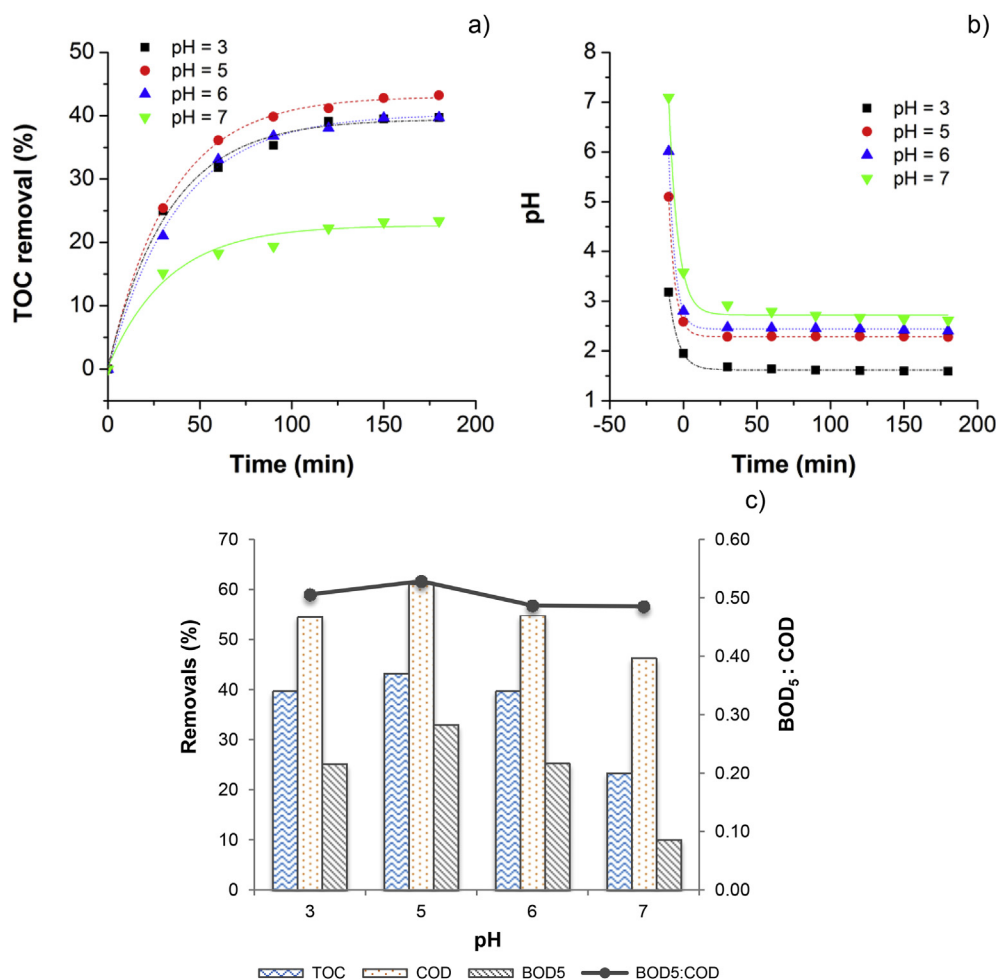 a)
50
40
30
20
10
0
pH = 3
pH = 5
pH = 6
pH = 7
TOC removal (%)
0 50 100 150 200
Time (min)
b)
8
7
6
5
4
3
2
1
pH = 3
pH = 5
pH = 6
pH = 7
pH
-50 0 50 100 150 200
Time (min)
c)
70
60
50
40
30
20
10
0
Removals (%)
0.60
0.50
0.40
0.30
0.20
0.10
0.00
BOD₅ : COD
3 5 6 7
pH
TOC COD BOD5 BOD5:COD